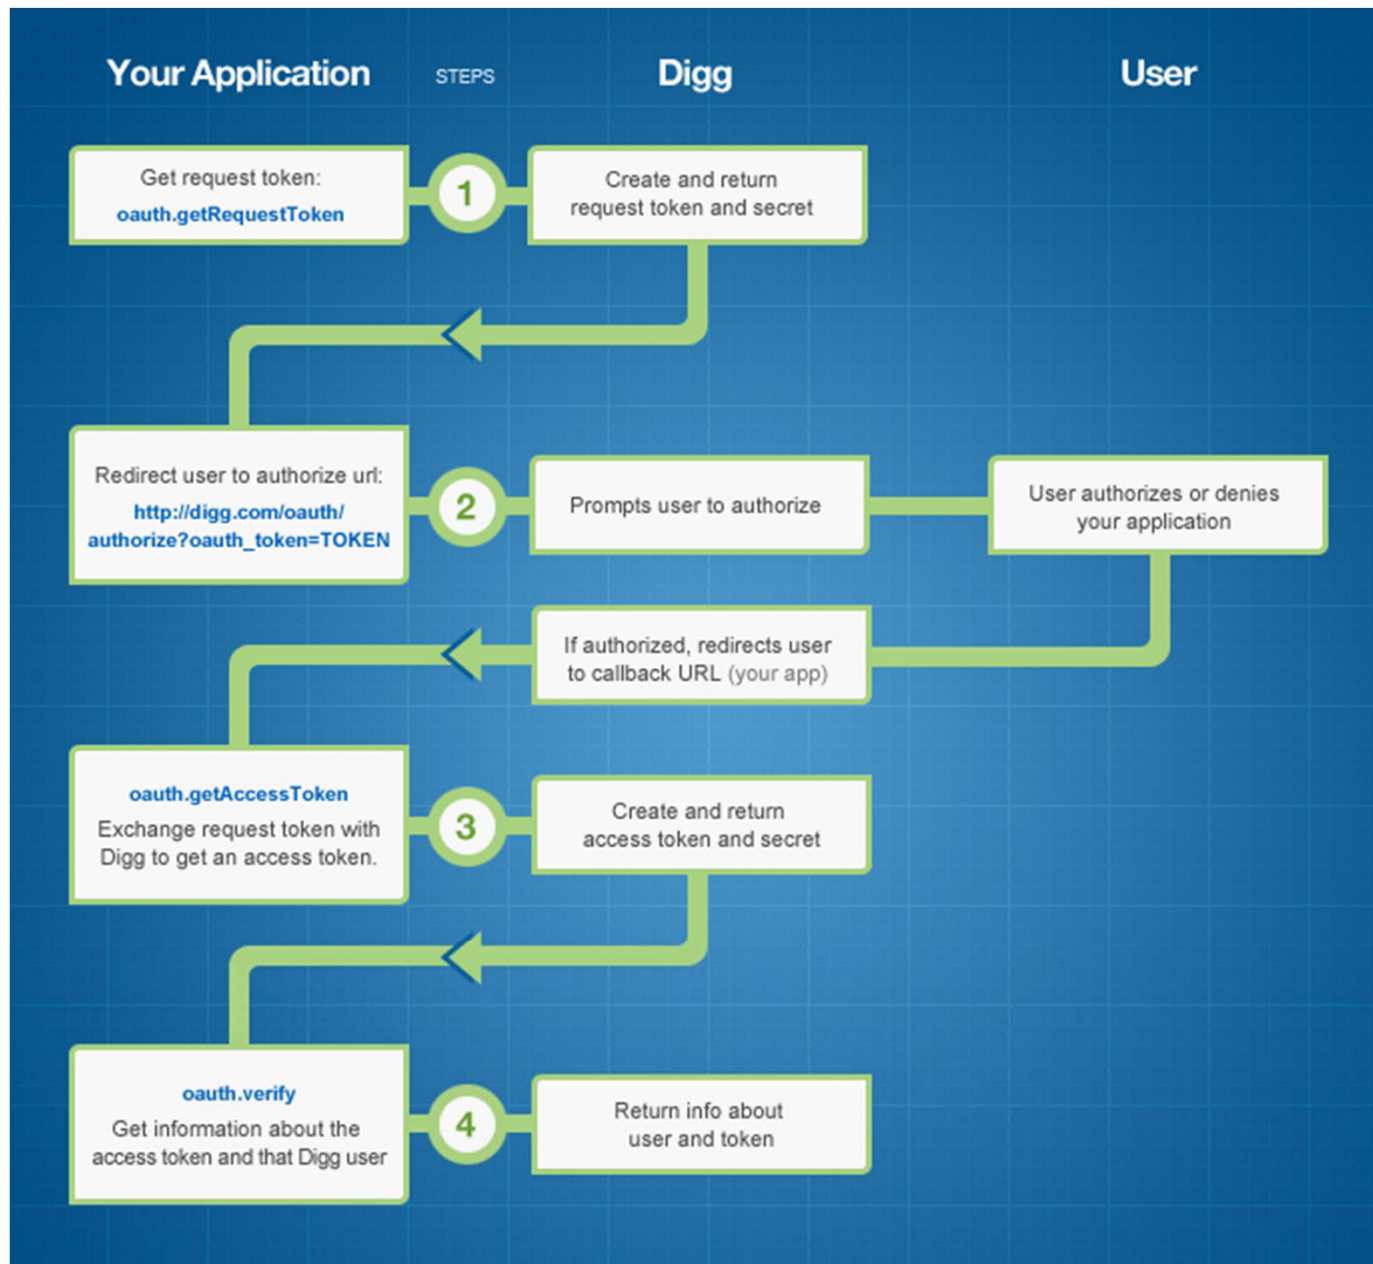 Your Application
STEPS
Digg
User
Get request token:
oauth.getRequestToken
1
Create and return
request token and secret
Redirect user to authorize url:
http://digg.com/oauth/
authorize?oauth_token=TOKEN
2
Prompts user to authorize
User authorizes or denies
your application
If authorized, redirects user
to callback URL (your app)
oauth.getAccessToken
Exchange request token with
Digg to get an access token.
3
Create and return
access token and secret
oauth.verify
Get information about the
access token and that Digg user
4
Return info about
user and token